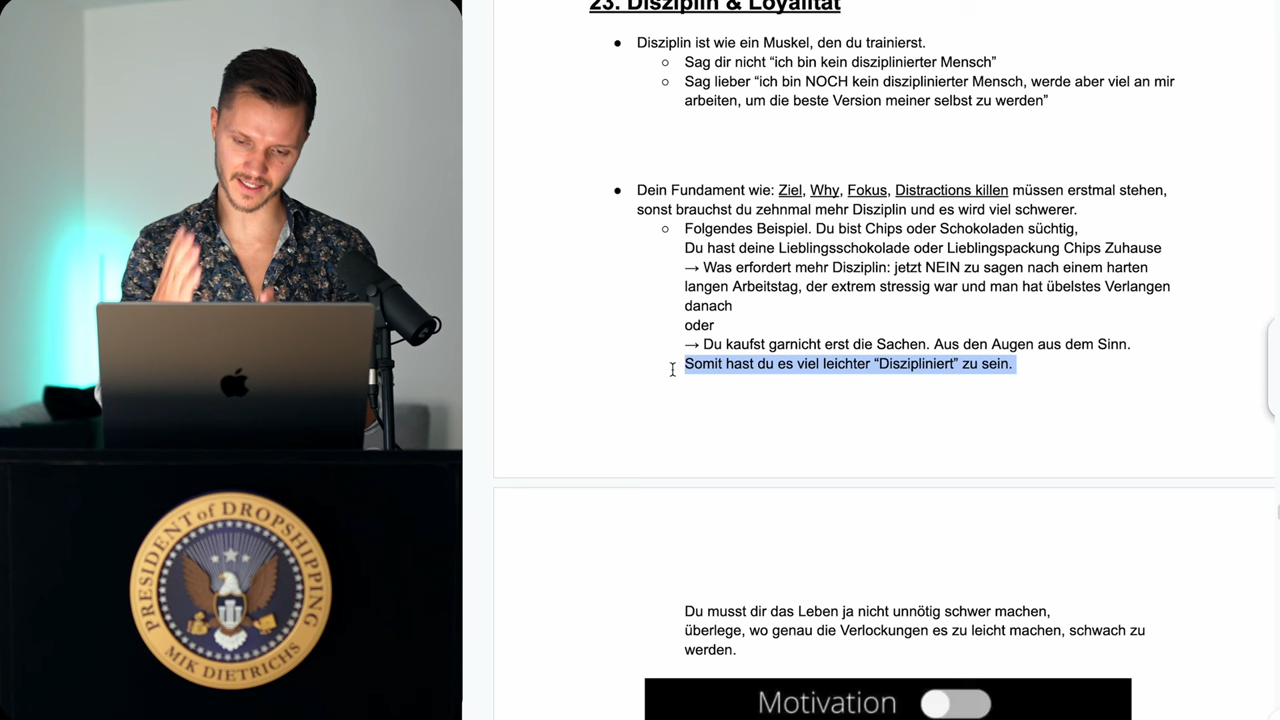 23. Disziplin & Loyalität
● Disziplin ist wie ein Muskel, den du trainierst.
○ Sag dir nicht “ich bin kein disziplinierter Mensch”
○ Sag lieber “ich bin NOCH kein disziplinierter Mensch, werde aber viel an mir
arbeiten, um die beste Version meiner selbst zu werden”
● Dein Fundament wie: Ziel, Why, Fokus, Distractions killen müssen erstmal stehen,
sonst brauchst du zehnmal mehr Disziplin und es wird viel schwerer.
○ Folgendes Beispiel. Du bist Chips oder Schokoladen süchtig,
Du hast deine Lieblingsschokolade oder Lieblingspackung Chips Zuhause
→ Was erfordert mehr Disziplin: jetzt NEIN zu sagen nach einem harten
langen Arbeitstag, der extrem stressig war und man hat übelstes Verlangen
danach
oder
→ Du kaufst garnicht erst die Sachen. Aus den Augen aus dem Sinn.
Somit hast du es viel leichter “Diszipliniert” zu sein.
Du musst dir das Leben ja nicht unnötig schwer machen,
überlege, wo genau die Verlockungen es zu leicht machen, schwach zu
werden.
Motivation
PRESIDENT of DROPSHIPPING
MIK DIETRICHS